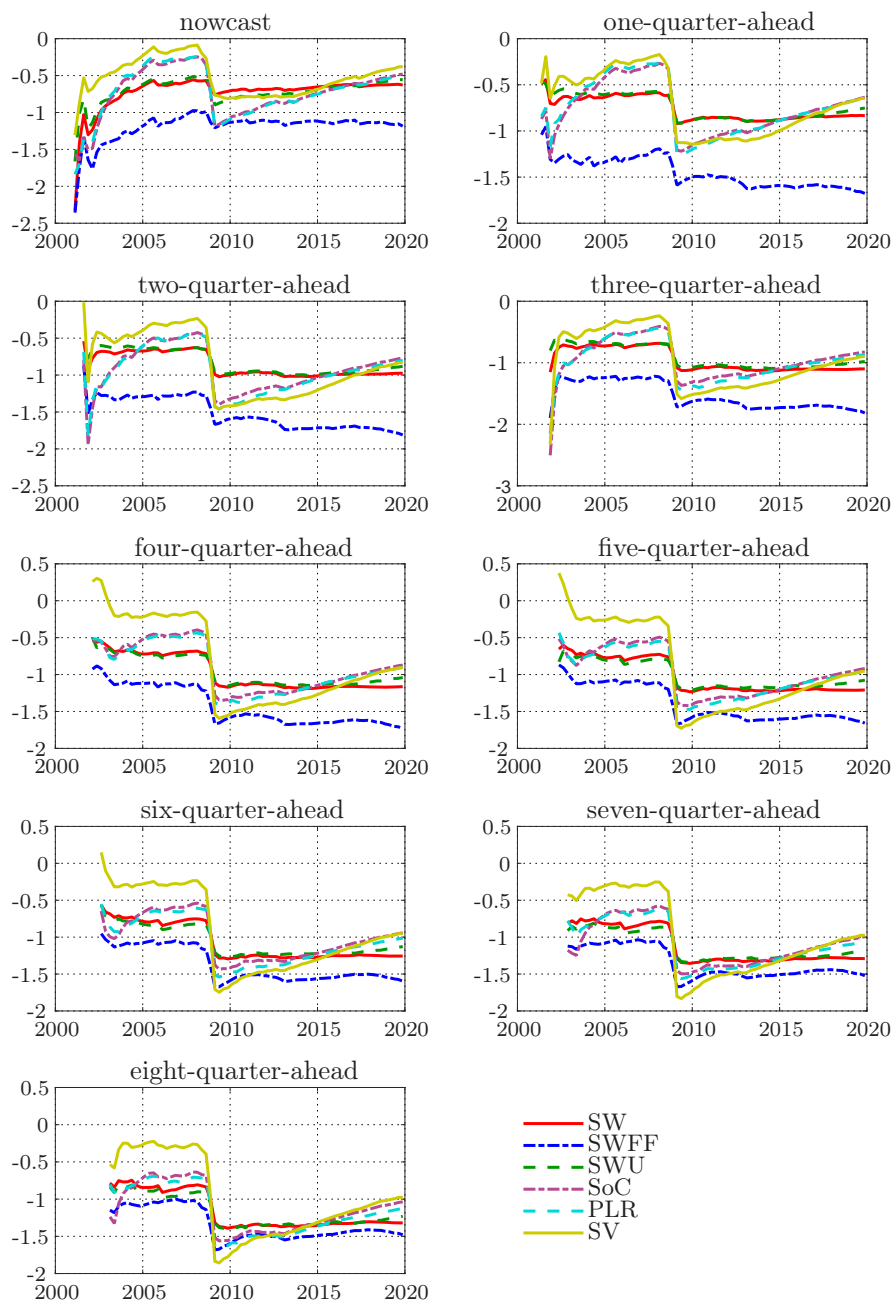 nowcast
0
-0.5
-1
-1.5
-2
-2.5
2000 2005 2010 2015 2020
one-quarter-ahead
0
-0.5
-1
-1.5
-2
2000 2005 2010 2015 2020
two-quarter-ahead
0
-0.5
-1
-1.5
-2
-2.5
2000 2005 2010 2015 2020
three-quarter-ahead
0
-1
-2
-3
2000 2005 2010 2015 2020
four-quarter-ahead
0.5
0
-0.5
-1
-1.5
-2
2000 2005 2010 2015 2020
five-quarter-ahead
0.5
0
-0.5
-1
-1.5
-2
2000 2005 2010 2015 2020
six-quarter-ahead
0.5
0
-0.5
-1
-1.5
-2
2000 2005 2010 2015 2020
seven-quarter-ahead
0.5
0
-0.5
-1
-1.5
-2
2000 2005 2010 2015 2020
eight-quarter-ahead
0.5
0
-0.5
-1
-1.5
-2
2000 2005 2010 2015 2020
SW
SWFF
SWU
SoC
PLR
SV